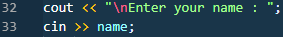 32 cout << "\nEnter your name : ";
33 cin >> name;